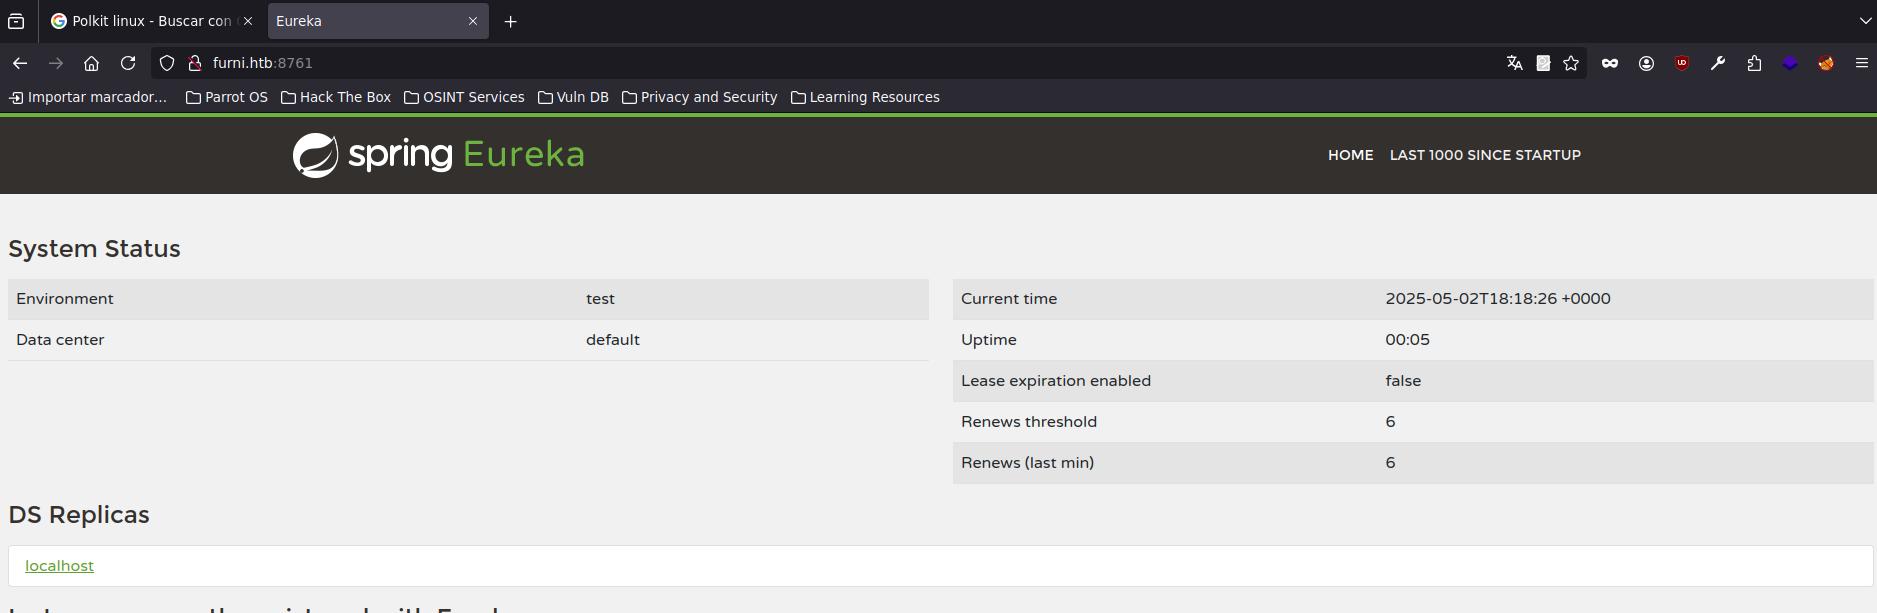 Polkit linux - Buscar con
Eureka
furni.htb:8761
Importar marcador... Parrot OS Hack The Box OSINT Services Vuln DB Privacy and Security Learning Resources
spring Eureka
HOME LAST 1000 SINCE STARTUP
System Status
Environment test Current time 2025-05-02T18:18:26 +0000
Data center default Uptime 00:05
Lease expiration enabled false
Renews threshold 6
Renews (last min) 6
DS Replicas
localhost